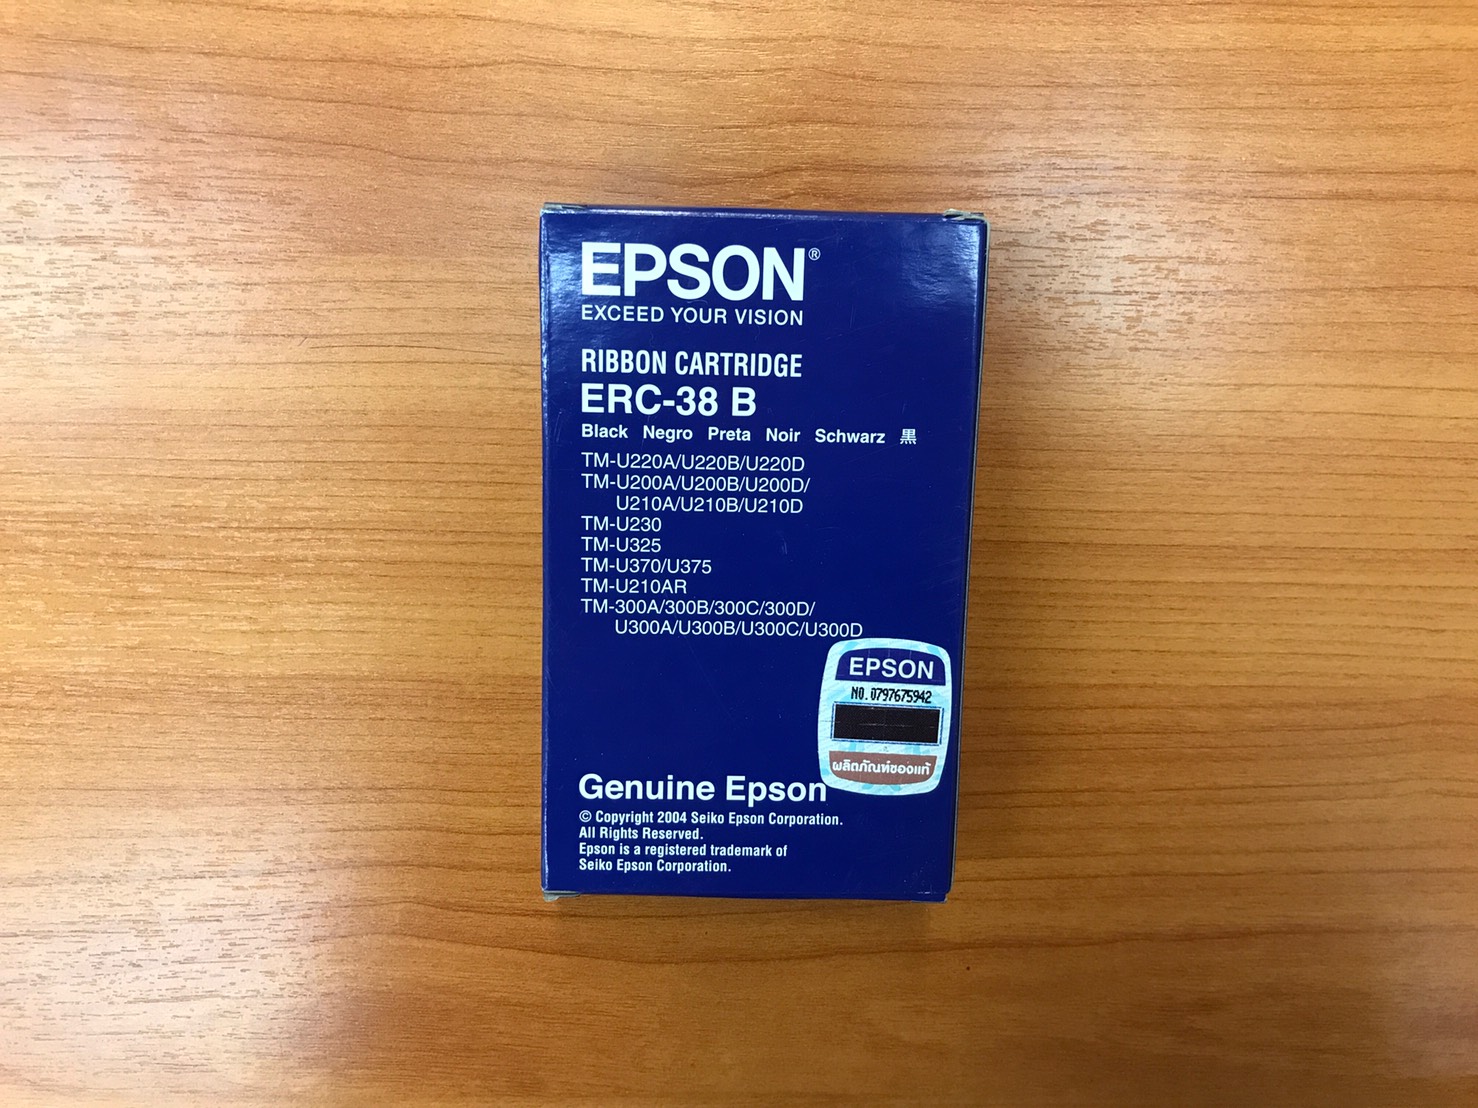 EPSON®
EXCEED YOUR VISION
RIBBON CARTRIDGE
ERC-38 B
Black Negro Preta Noir Schwarz 黒
TM-U220A/U220B/U220D
TM-U200A/U200B/U200D/
U210A/U210B/U210D
TM-U230
TM-U325
TM-U370/U375
TM-U210AR
TM-300A/300B/300C/300D/
U300A/U300B/U300C/U300D
EPSON
NO.0797675942
ผลิตภัณฑ์ของแท้
Genuine Epson
© Copyright 2004 Seiko Epson Corporation.
All Rights Reserved.
Epson is a registered trademark of
Seiko Epson Corporation.